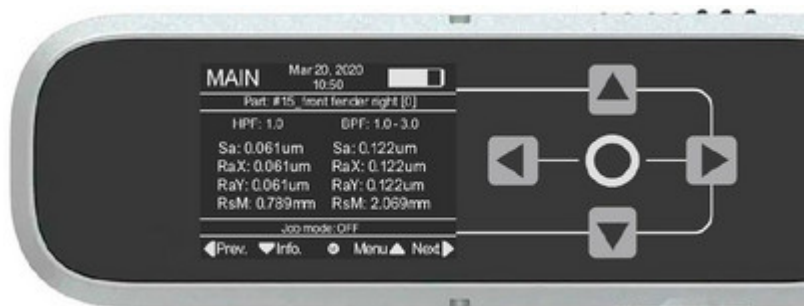 MAIN Mar 20, 2020
10:50
Part: #15_front fender right [0]
HPF: 1.0 BPF: 1.0 - 3.0
Sa: 0.061um Sa: 0.122um
RaX: 0.061um RaX: 0.122um
RaY: 0.061um RaY: 0.122um
RsM: 0.789mm RsM: 2.069mm
Job mode: OFF
Prev. Info. Menu Next